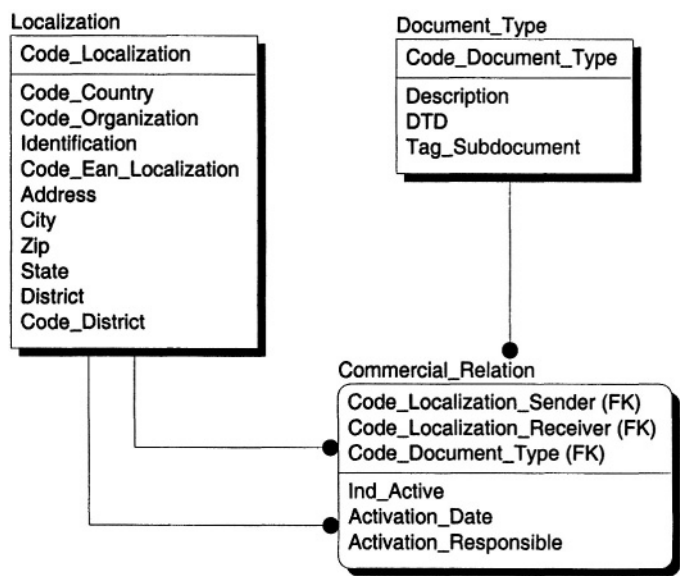 Localization
Code_Localization
Code_Country
Code_Organization
Identification
Code_Ean_Localization
Address
City
Zip
State
District
Code_District
Document_Type
Code_Document_Type
Description
DTD
Tag_Subdocument
Commercial_Relation
Code_Localization_Sender (FK)
Code_Localization_Receiver (FK)
Code_Document_Type (FK)
Ind_Active
Activation_Date
Activation_Responsible